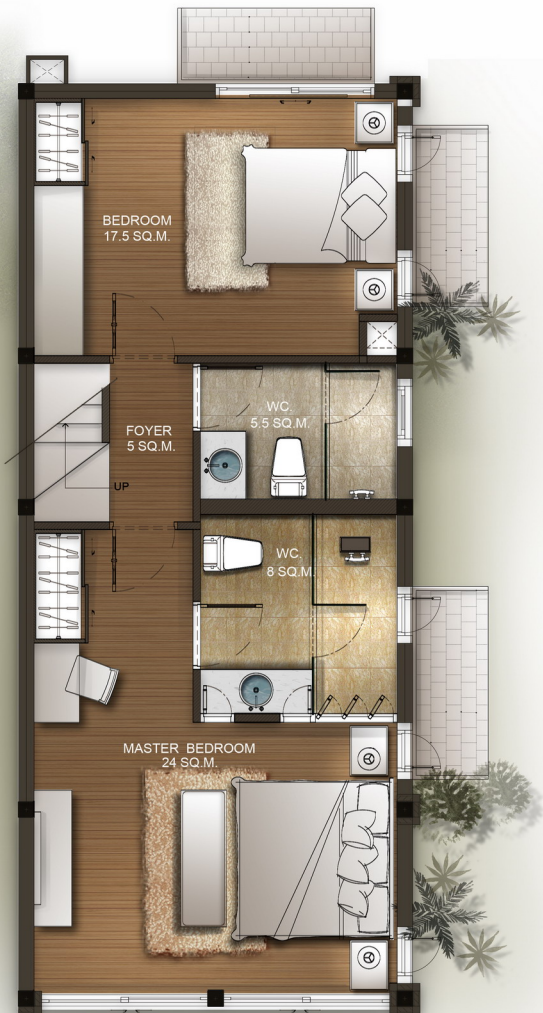 BEDROOM
17.5 SQ.M.
WC.
5.5 SQ.M.
FOYER
5 SQ.M.
UP
WC.
8 SQ.M.
MASTER BEDROOM
24 SQ.M.